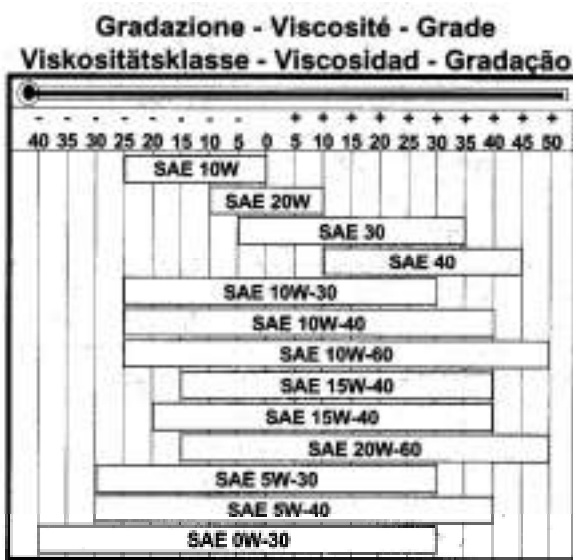 Gradazione - Viscosité - Grade
Viskositätsklasse - Viscosidad - Gradação
- - - - - - - - + + + + + + + + + +
40 35 30 25 20 15 10 5 0 5 10 15 20 25 30 35 40 45 50
SAE 10W
SAE 20W
SAE 30
SAE 40
SAE 10W-30
SAE 10W-40
SAE 10W-60
SAE 15W-40
SAE 15W-40
SAE 20W-60
SAE 5W-30
SAE 5W-40
SAE 0W-30